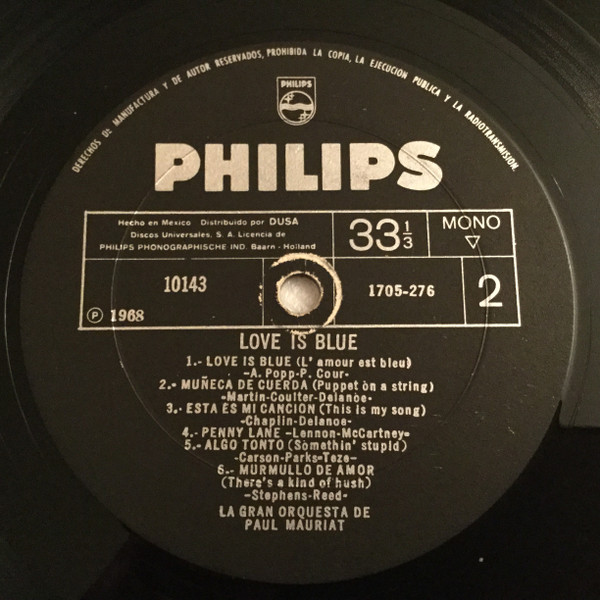 DERECHOS DE MANUFACTURA Y DE AUTOR RESERVADOS, PROHIBIDA LA COPIA, LA EJECUCION PUBLICA Y LA RADIOTRANSMISION.
PHILIPS
PHILIPS
Hecho en Mexico Distribuido por DUSA
Discos Universales, S. A. Licencia de
PHILIPS PHONOGRAPHISCHE IND. Baarn - Holland
33 1/3
MONO
10143
1705-276
2
Ⓟ 1968
LOVE IS BLUE
1.- LOVE IS BLUE (L' amour est bleu)
-A. Popp-P. Cour-
2.- MUÑECA DE CUERDA (Puppet on a string)
-Martin-Coulter-Delanoe-
3.- ESTA ES MI CANCION (This is my song)
-Chaplin-Delanoe-
4.- PENNY LANE -Lennon-McCartney-
5.- ALGO TONTO (Somethin' stupid)
-Carson-Parks-Teze-
6.- MURMULLO DE AMOR
(There's a kind of hush)
-Stephens-Reed-
LA GRAN ORQUESTA DE
PAUL MAURIAT